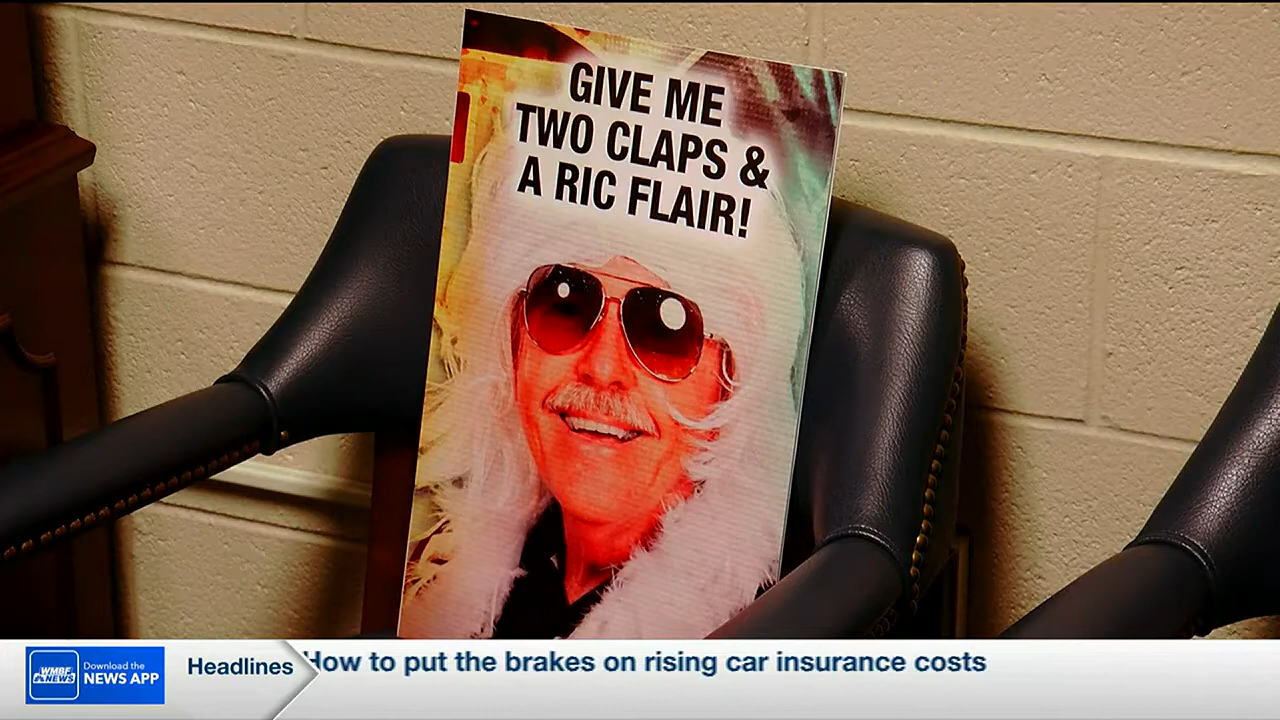 GIVE ME
TWO CLAPS &
A RIC FLAIR!
WMBF
NEWS
Download the
NEWS APP
Headlines
How to put the brakes on rising car insurance costs